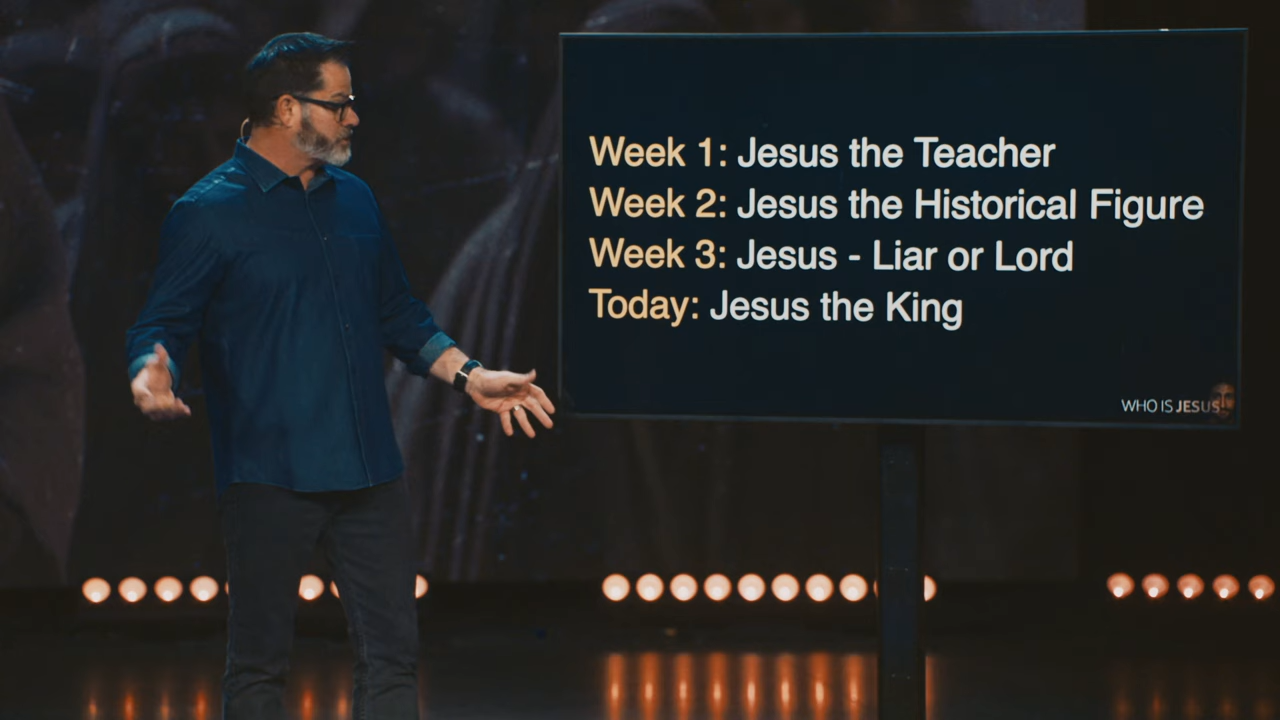 Week 1: Jesus the Teacher
Week 2: Jesus the Historical Figure
Week 3: Jesus - Liar or Lord
Today: Jesus the King
WHO IS JESUS